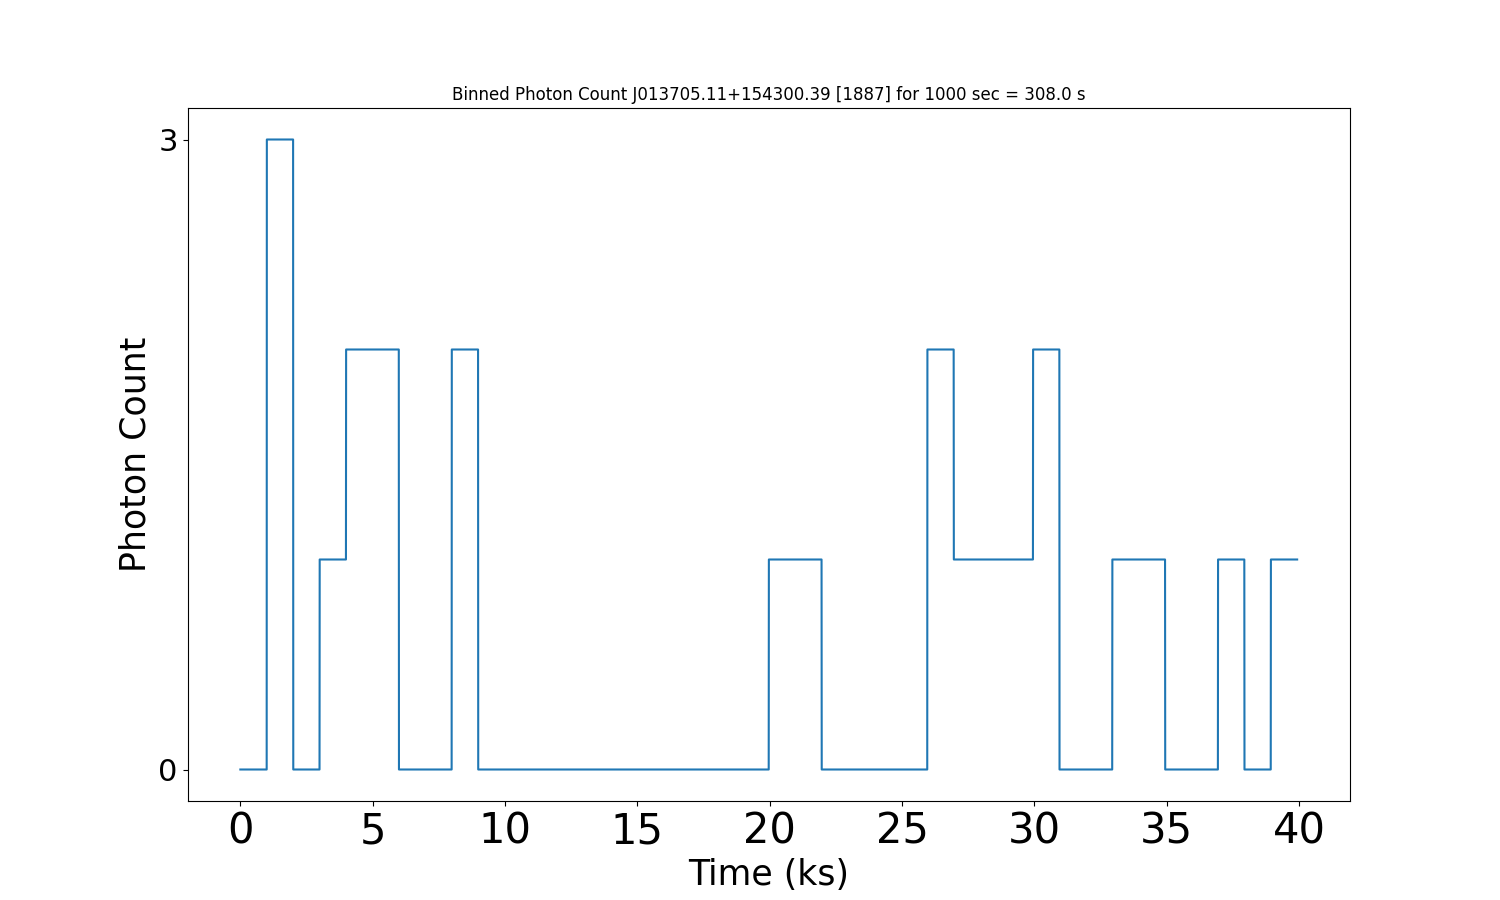 Binned Photon Count J013705.11+154300.39 [1887] for 1000 sec = 308.0 s
3
Photon Count
0
0 5 10 15 20 25 30 35 40
Time (ks)